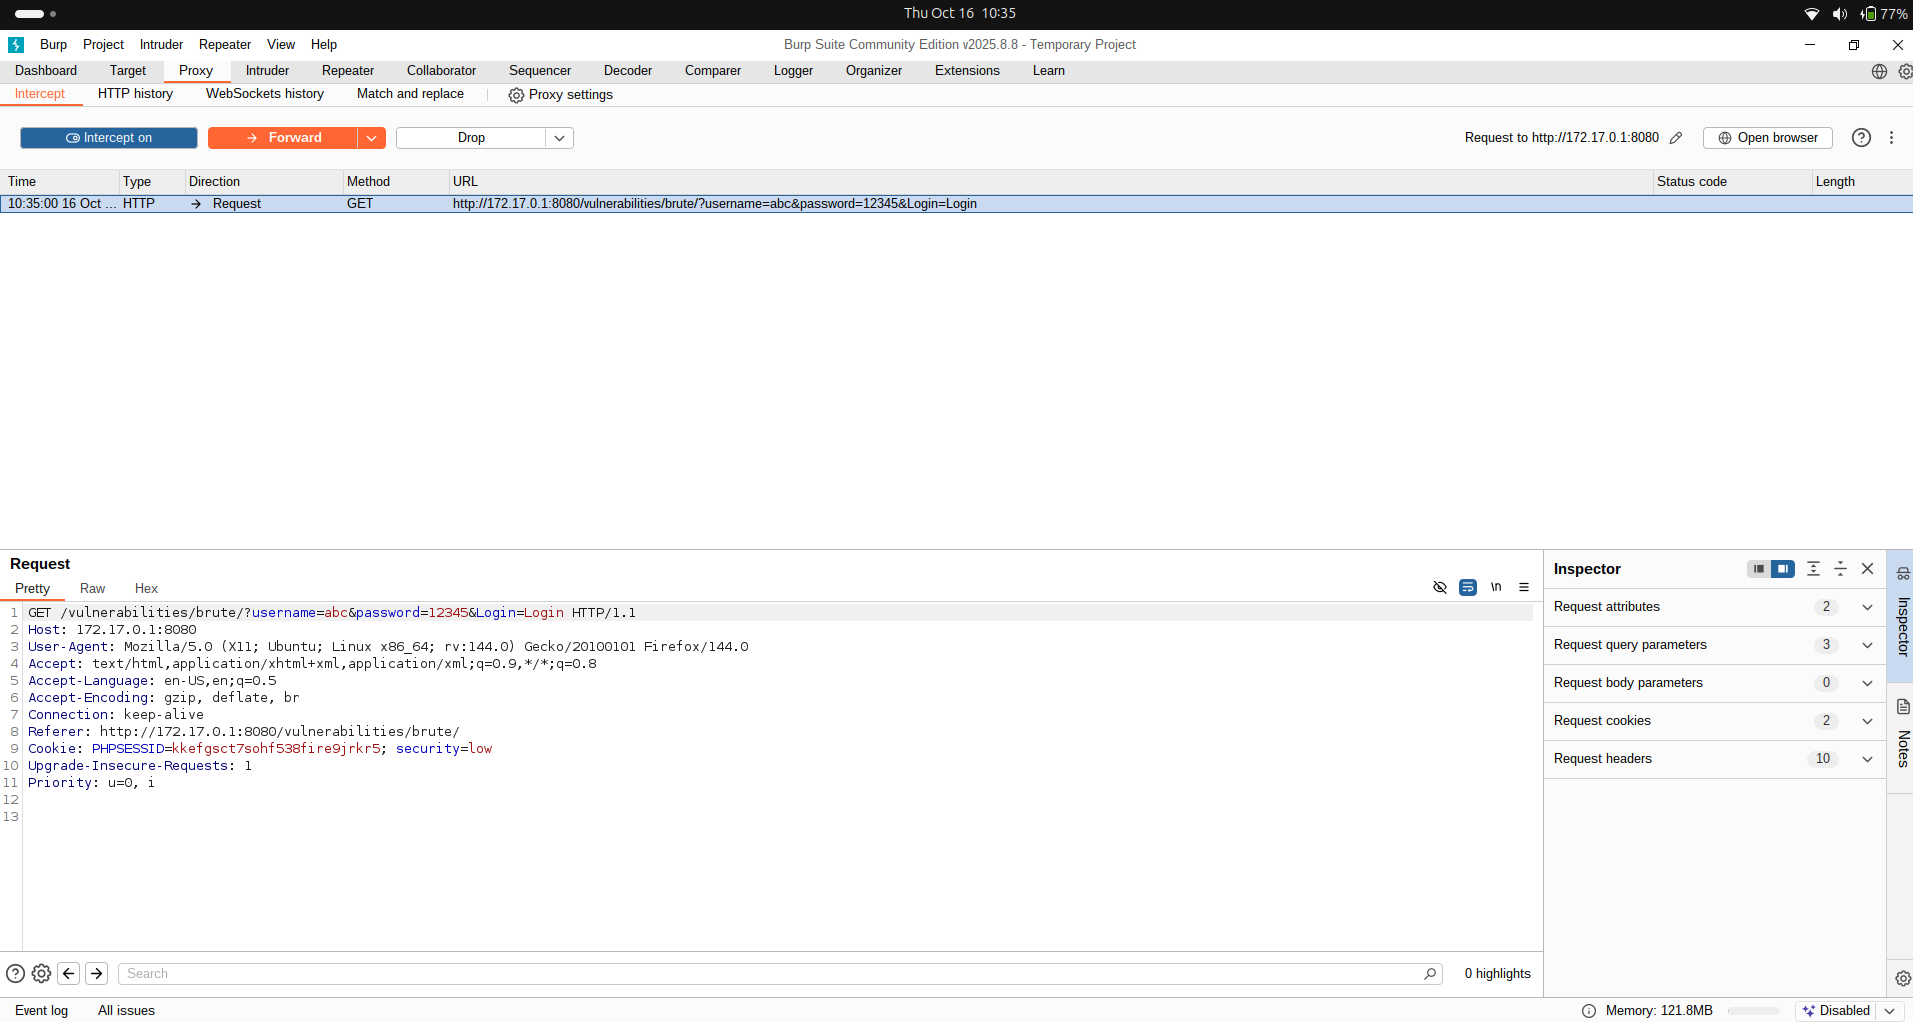 Thu Oct 16 10:35
77%
Burp Project Intruder Repeater View Help
Burp Suite Community Edition v2025.8.8 - Temporary Project
Dashboard Target Proxy Intruder Repeater Collaborator Sequencer Decoder Comparer Logger Organizer Extensions Learn
Intercept HTTP history WebSockets history Match and replace Proxy settings
Intercept on Forward Drop Request to http://172.17.0.1:8080 Open browser
Time Type Direction Method URL Status code Length
10:35:00 16 Oct ... HTTP Request GET http://172.17.0.1:8080/vulnerabilities/brute/?username=abc&password=12345&Login=Login
Request
Pretty Raw Hex
\n
1 GET /vulnerabilities/brute/?username=abc&password=12345&Login=Login HTTP/1.1
2 Host: 172.17.0.1:8080
3 User-Agent: Mozilla/5.0 (X11; Ubuntu; Linux x86_64; rv:144.0) Gecko/20100101 Firefox/144.0
4 Accept: text/html,application/xhtml+xml,application/xml;q=0.9,*/*;q=0.8
5 Accept-Language: en-US,en;q=0.5
6 Accept-Encoding: gzip, deflate, br
7 Connection: keep-alive
8 Referer: http://172.17.0.1:8080/vulnerabilities/brute/
9 Cookie: PHPSESSID=kkefgsct7sohf538fire9jrkr5; security=low
10 Upgrade-Insecure-Requests: 1
11 Priority: u=0, i
12
13
Search
0 highlights
Inspector
Request attributes 2
Request query parameters 3
Request body parameters 0
Request cookies 2
Request headers 10
Inspector
Notes
Event log All issues
Memory: 121.8MB Disabled